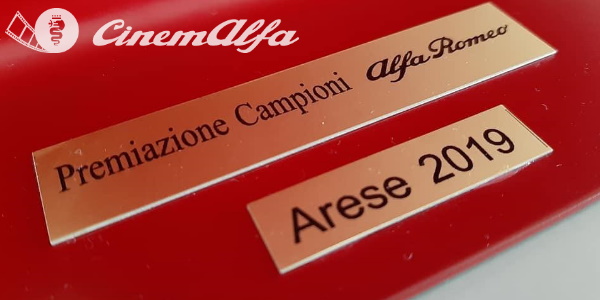 CinemAlfa
Premiazione Campioni Alfa Romeo
Arese 2019